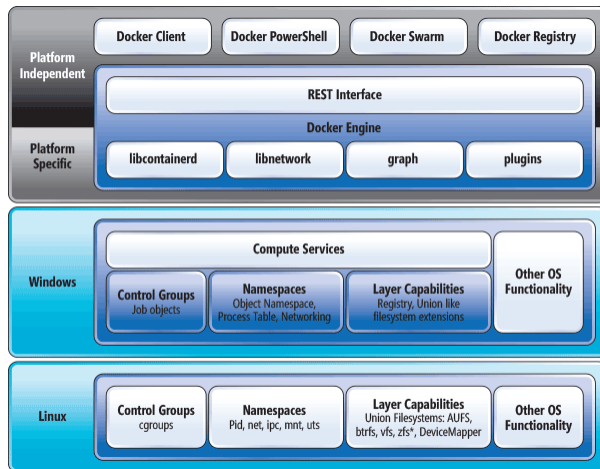 Platform
Independent
Docker Client
Docker PowerShell
Docker Swarm
Docker Registry
REST Interface
Docker Engine
Platform
Specific
libcontainerd
libnetwork
graph
plugins
Windows
Compute Services
Control Groups
Job objects
Namespaces
Object Namespace,
Process Table, Networking
Layer Capabilities
Registry, Union like
filesystem extensions
Other OS
Functionality
Linux
Control Groups
cgroups
Namespaces
Pid, net, ipc, mnt, uts
Layer Capabilities
Union Filesystems: AUFS,
btrfs, vfs, zfs*, DeviceMapper
Other OS
Functionality